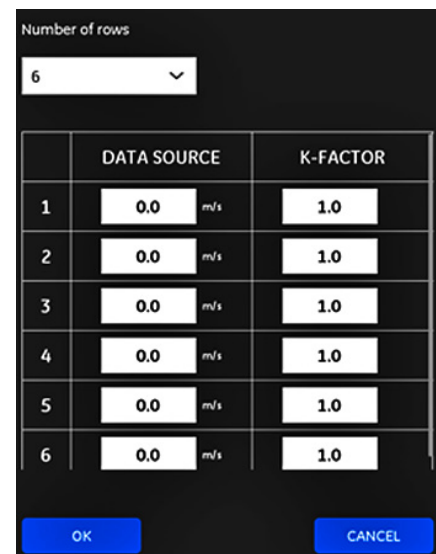 Number of rows
6
DATA SOURCE K-FACTOR
1 0.0 m/s 1.0
2 0.0 m/s 1.0
3 0.0 m/s 1.0
4 0.0 m/s 1.0
5 0.0 m/s 1.0
6 0.0 m/s 1.0
OK CANCEL